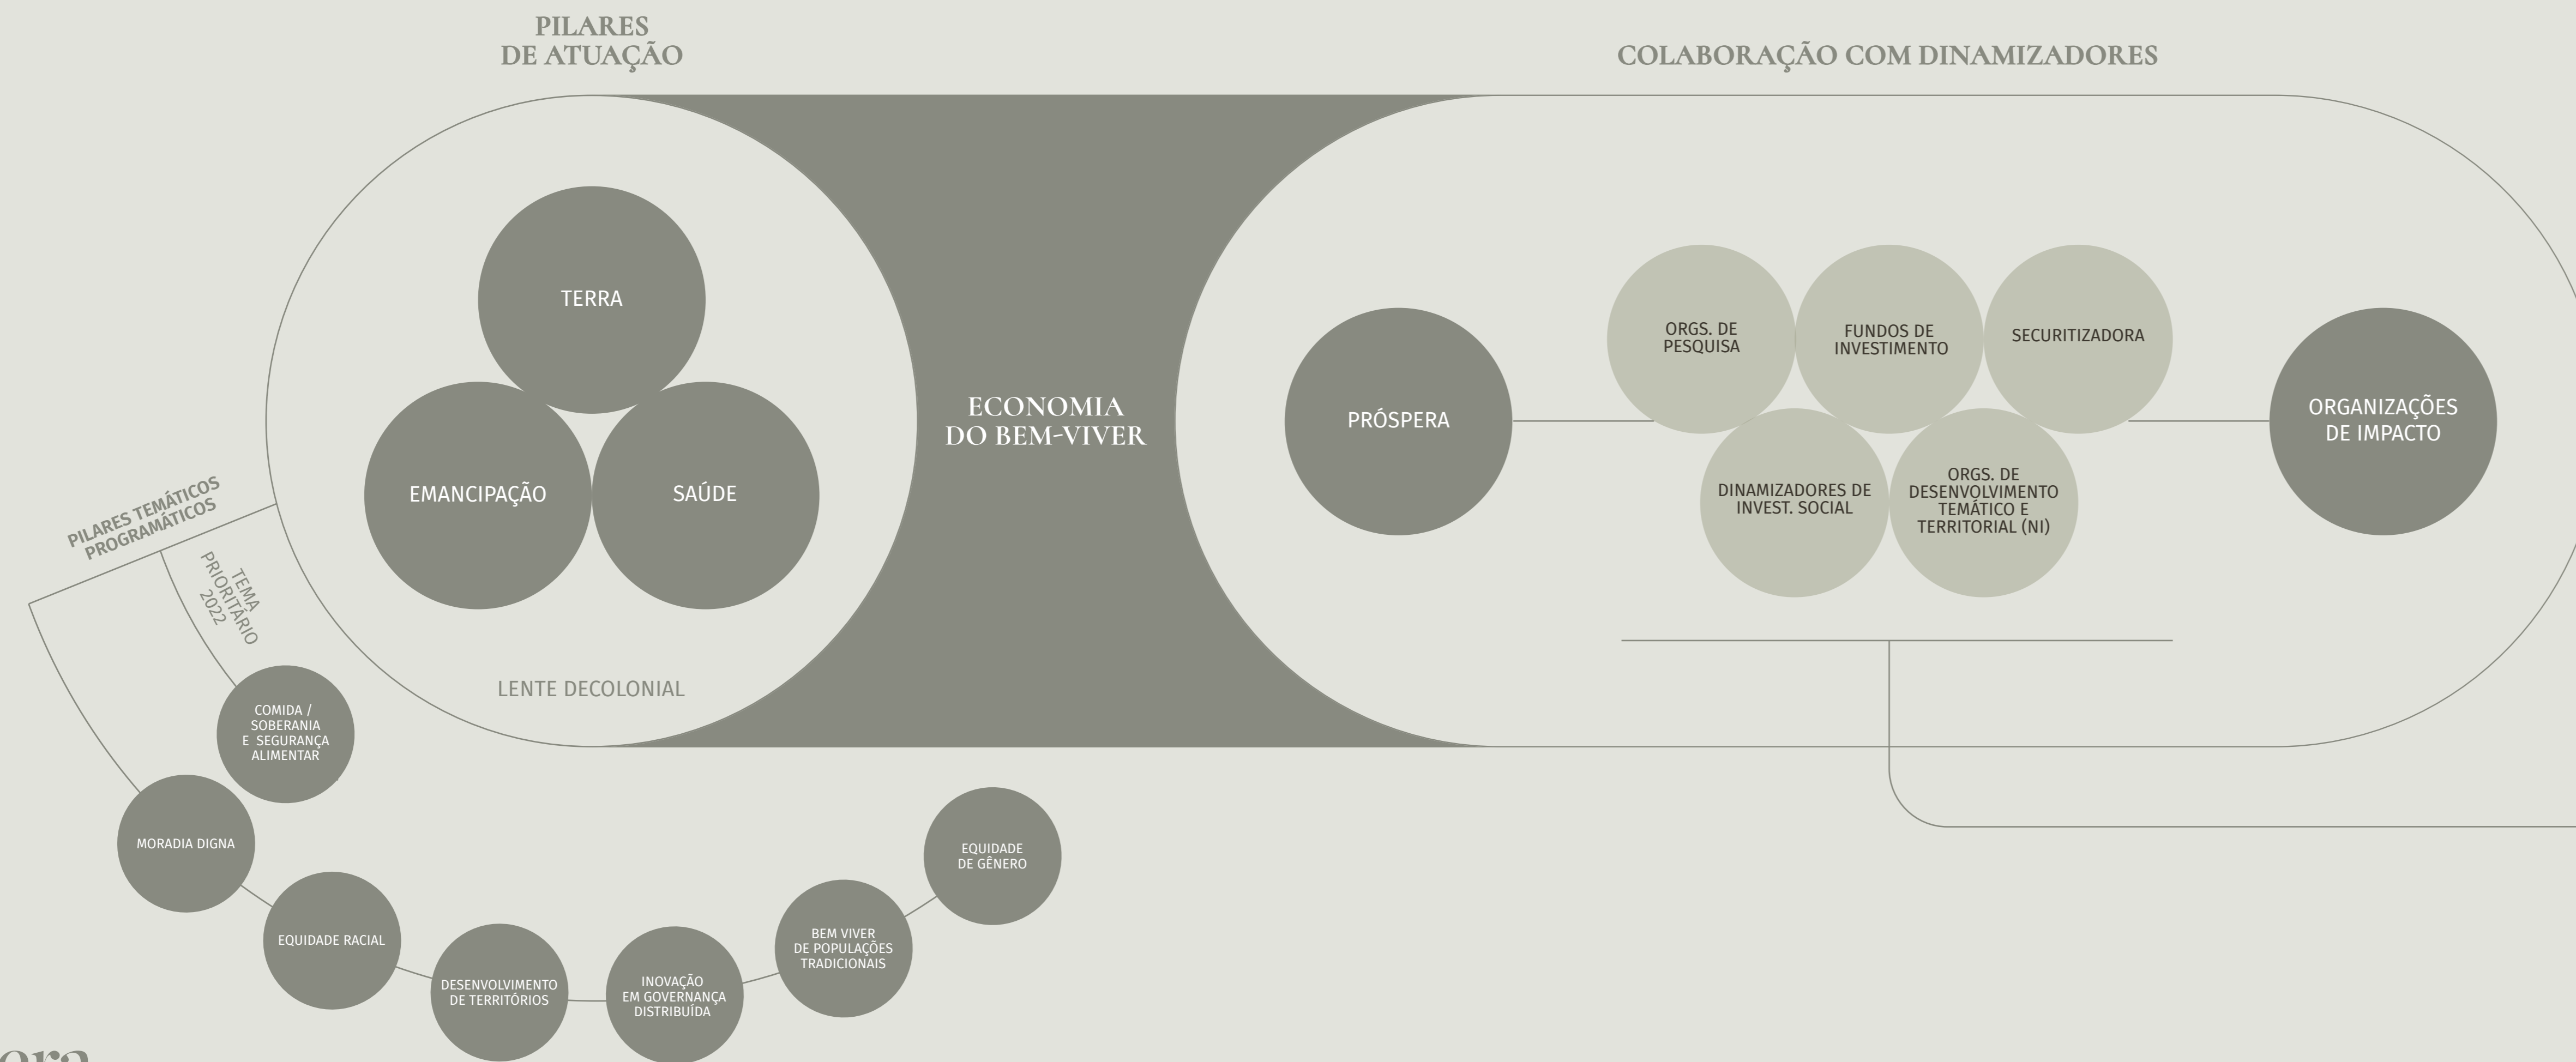 PILARES
DE ATUAÇÃO
COLABORAÇÃO COM DINAMIZADORES
TERRA
EMANCIPAÇÃO
SAÚDE
LENTE DECOLONIAL
ECONOMIA
DO BEM-VIVER
PRÓSPERA
ORGS. DE
PESQUISA
FUNDOS DE
INVESTIMENTO
SECURITIZADORA
DINAMIZADORES DE
INVEST. SOCIAL
ORGS. DE
DESENVOLVIMENTO
TEMÁTICO E
TERRITORIAL (NI)
ORGANIZAÇÕES
DE IMPACTO
PILARES TEMÁTICOS
PROGRAMÁTICOS
TEMA
PRIORITÁRIO
2022
COMIDA /
SOBERANIA
E SEGURANÇA
ALIMENTAR
MORADIA DIGNA
EQUIDADE RACIAL
DESENVOLVIMENTO
DE TERRITÓRIOS
INOVAÇÃO
EM GOVERNANÇA
DISTRIBUÍDA
BEM VIVER
DE POPULAÇÕES
TRADICIONAIS
EQUIDADE
DE GÊNERO